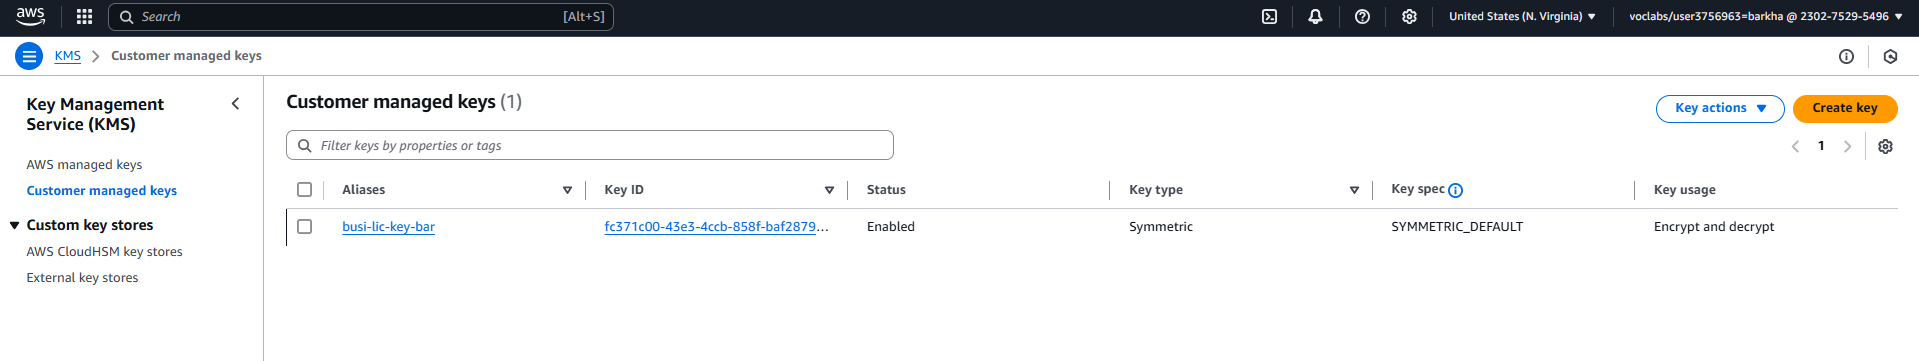 aws
Search [Alt+S]
United States (N. Virginia)
voclabs/user3756963=barkha @ 2302-7529-5496
KMS
Customer managed keys
Key Management
Service (KMS)
AWS managed keys
Customer managed keys
Custom key stores
AWS CloudHSM key stores
External key stores
Customer managed keys (1)
Key actions
Create key
Filter keys by properties or tags
1
Aliases Key ID Status Key type Key spec Key usage
busi-lic-key-bar fc371c00-43e3-4ccb-858f-baf2879... Enabled Symmetric SYMMETRIC_DEFAULT Encrypt and decrypt